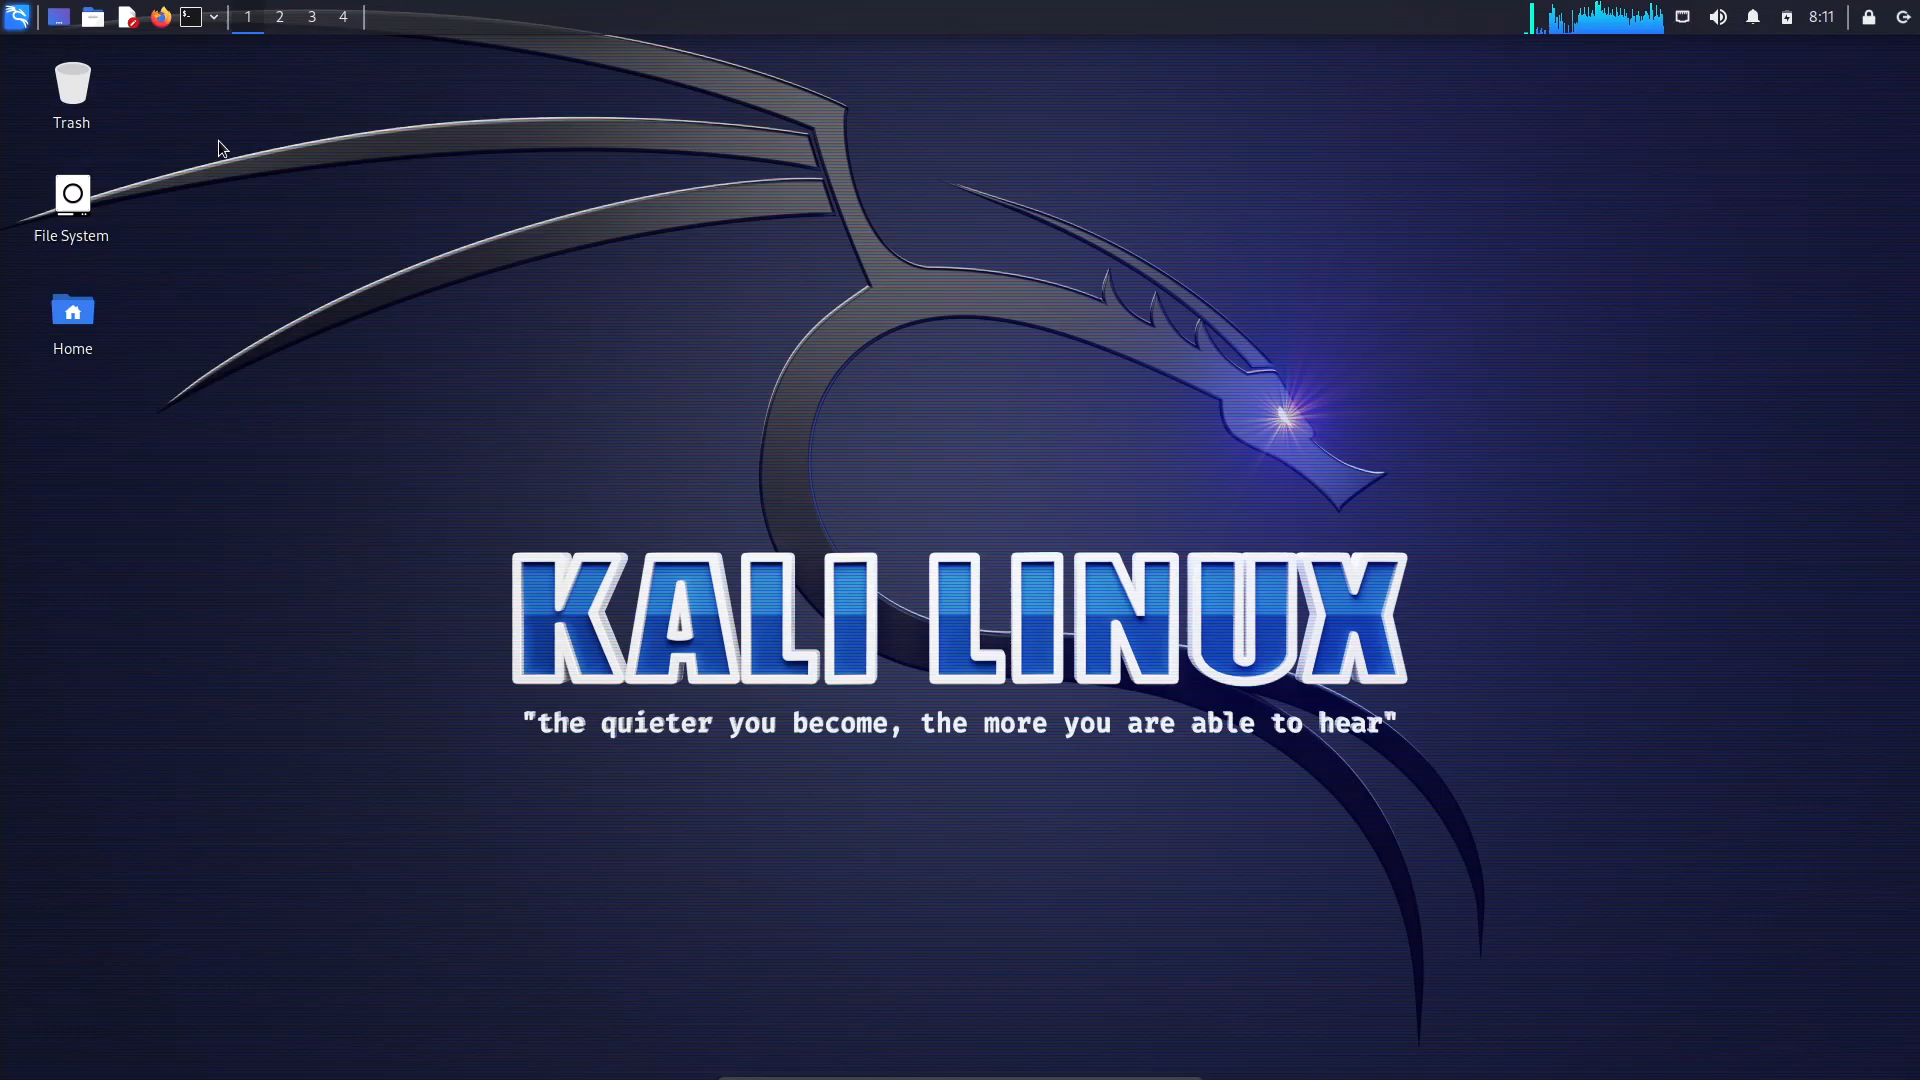 1 2 3 4
8:11
Trash
File System
Home
KALI LINUX
"the quieter you become, the more you are able to hear"